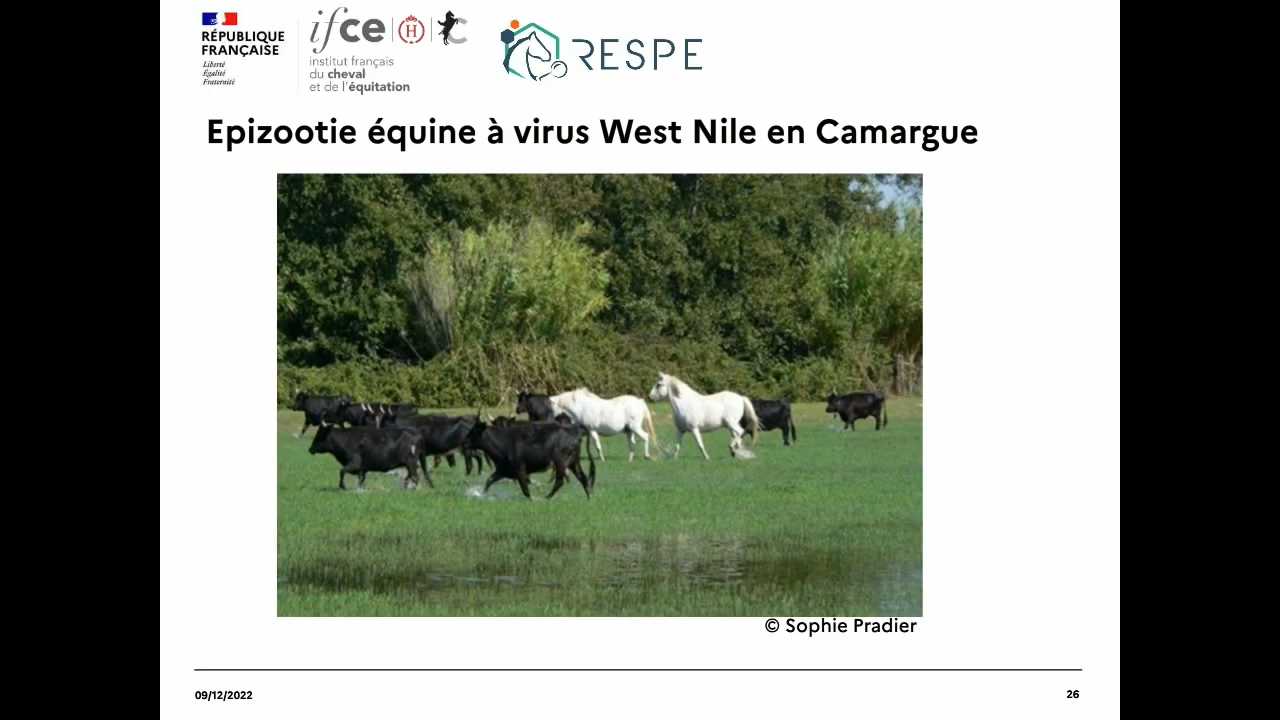 RÉPUBLIQUE
FRANÇAISE
Liberté
Égalité
Fraternité
ifce
H
institut français
du cheval
et de l'équitation
RESPE
Epizootie équine à virus West Nile en Camargue
© Sophie Pradier
09/12/2022
26